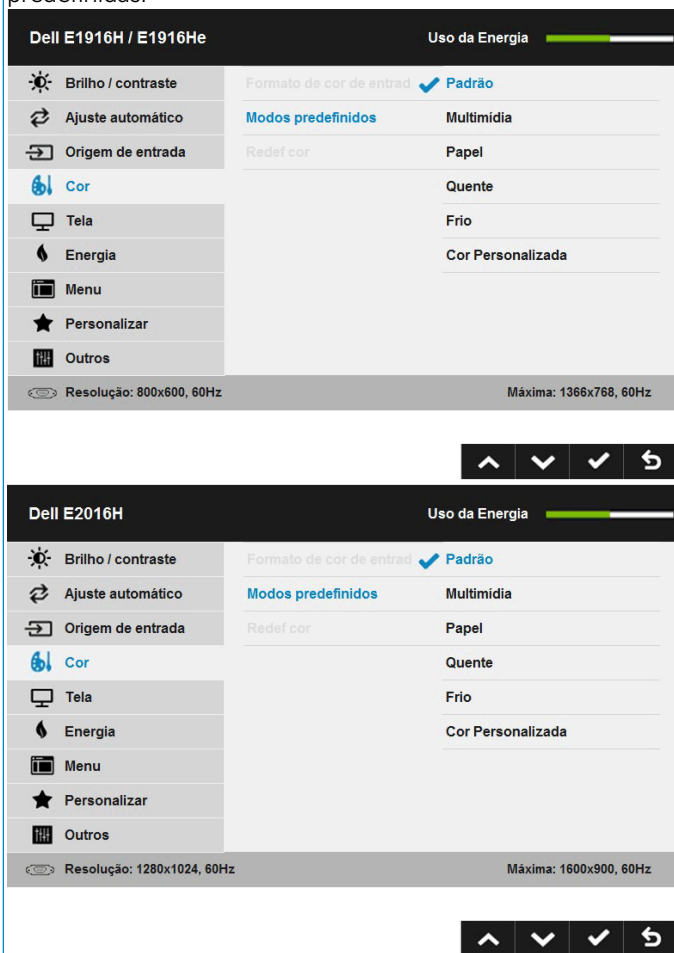 predefinidas.
Dell E1916H / E1916He Uso da Energia
Brilho / contraste Formato de cor de entrad Padrão
Ajuste automático Modos predefinidos Multimídia
Origem de entrada Redef cor Papel
Cor Quente
Tela Frio
Energia Cor Personalizada
Menu
Personalizar
Outros
Resolução: 800x600, 60Hz Máxima: 1366x768, 60Hz
Dell E2016H Uso da Energia
Brilho / contraste Formato de cor de entrad Padrão
Ajuste automático Modos predefinidos Multimídia
Origem de entrada Redef cor Papel
Cor Quente
Tela Frio
Energia Cor Personalizada
Menu
Personalizar
Outros
Resolução: 1280x1024, 60Hz Máxima: 1600x900, 60Hz